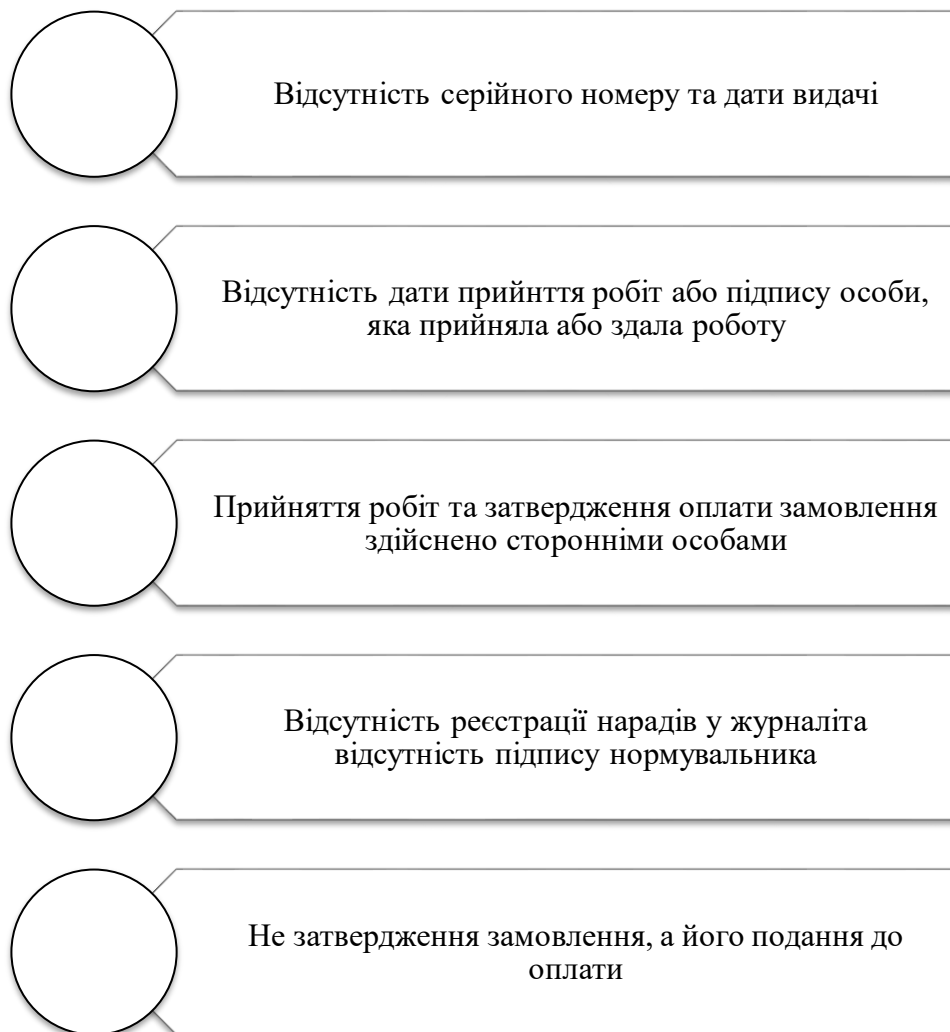 Відсутність серійного номеру та дати видачі
Відсутність дати прийнття робіт або підпису особи,
яка прийняла або здала роботу
Прийняття робіт та затвердження оплати замовлення
здійснено сторонніми особами
Відсутність реєстрації нарадів у журналіта
відсутність підпису нормувальника
Не затвердження замовлення, а його подання до
оплати